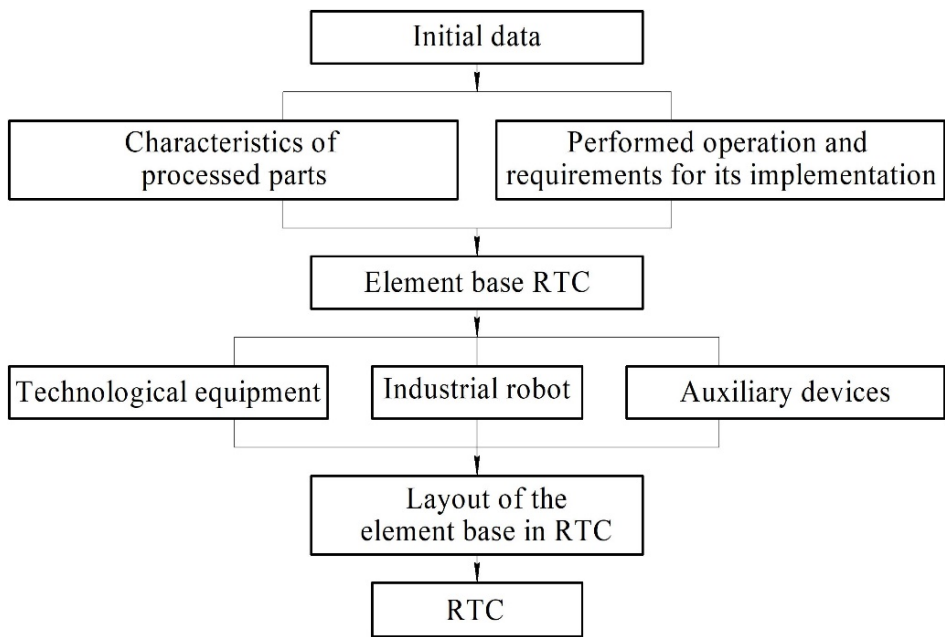 Initial data
Characteristics of
processed parts
Performed operation and
requirements for its implementation
Element base RTC
Technological equipment
Industrial robot
Auxiliary devices
Layout of the
element base in RTC
RTC